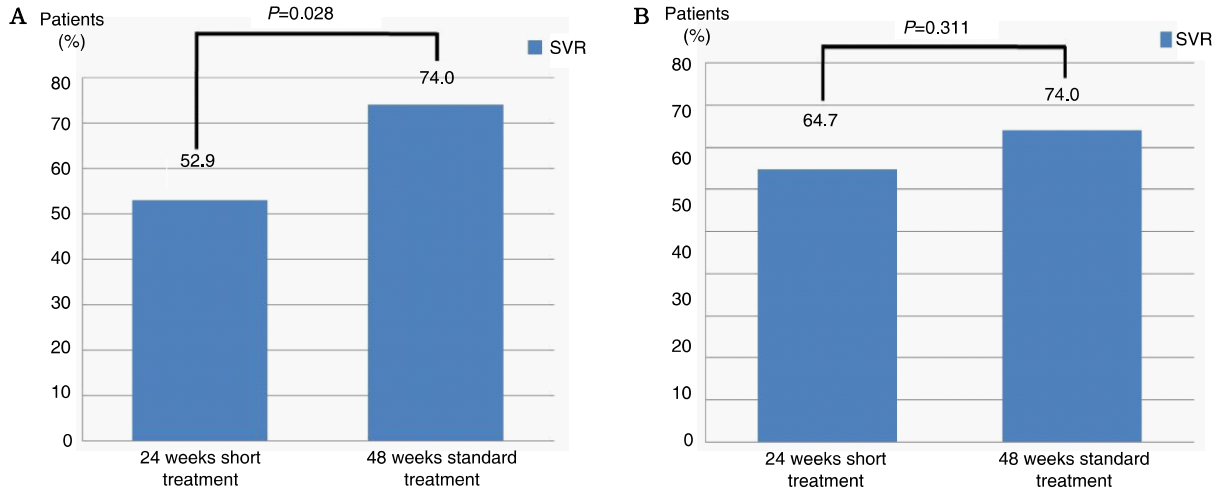 A
Patients
(%)
P=0.028
SVR
80
70
60
50
40
30
20
10
0
52.9
74.0
24 weeks short
treatment
48 weeks standard
treatment
B
Patients
(%)
P=0.311
SVR
80
70
60
50
40
30
20
10
0
64.7
74.0
24 weeks short
treatment
48 weeks standard
treatment